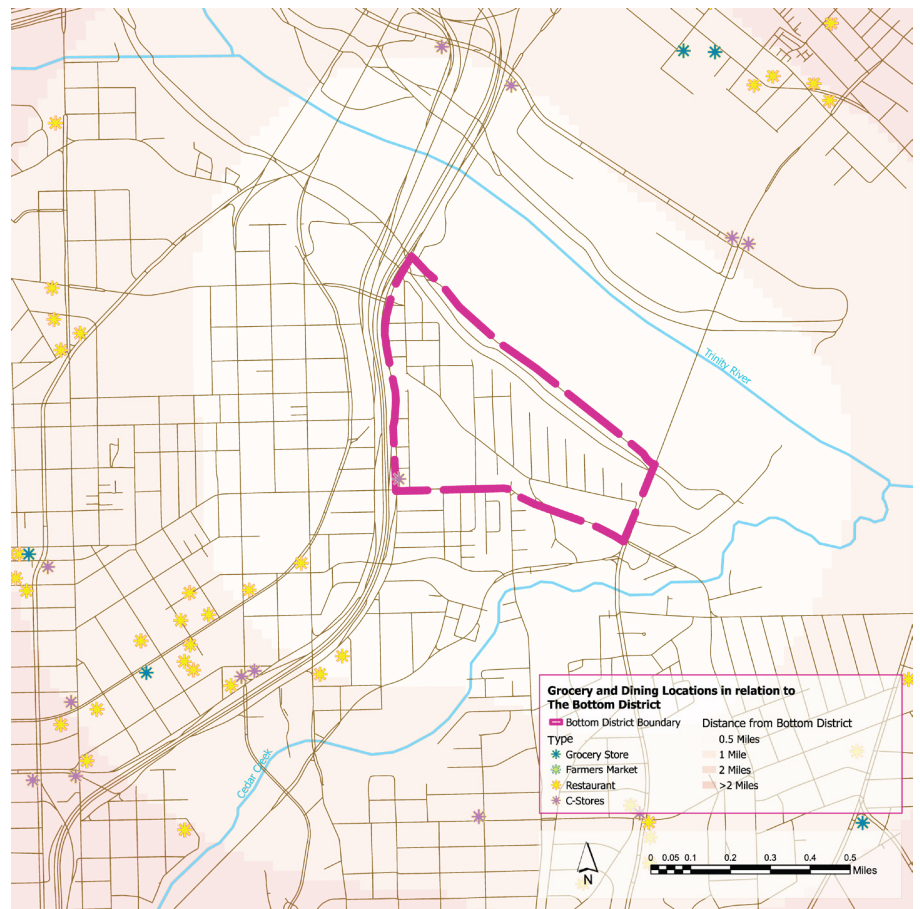 Trinity River
Cedar Creek
Grocery and Dining Locations in relation to
The Bottom District
Bottom District Boundary
Type
Grocery Store
Farmers Market
Restaurant
C-Stores
Distance from Bottom District
0.5 Miles
1 Mile
2 Miles
>2 Miles
N
0 0.05 0.1 0.2 0.3 0.4 0.5
Miles